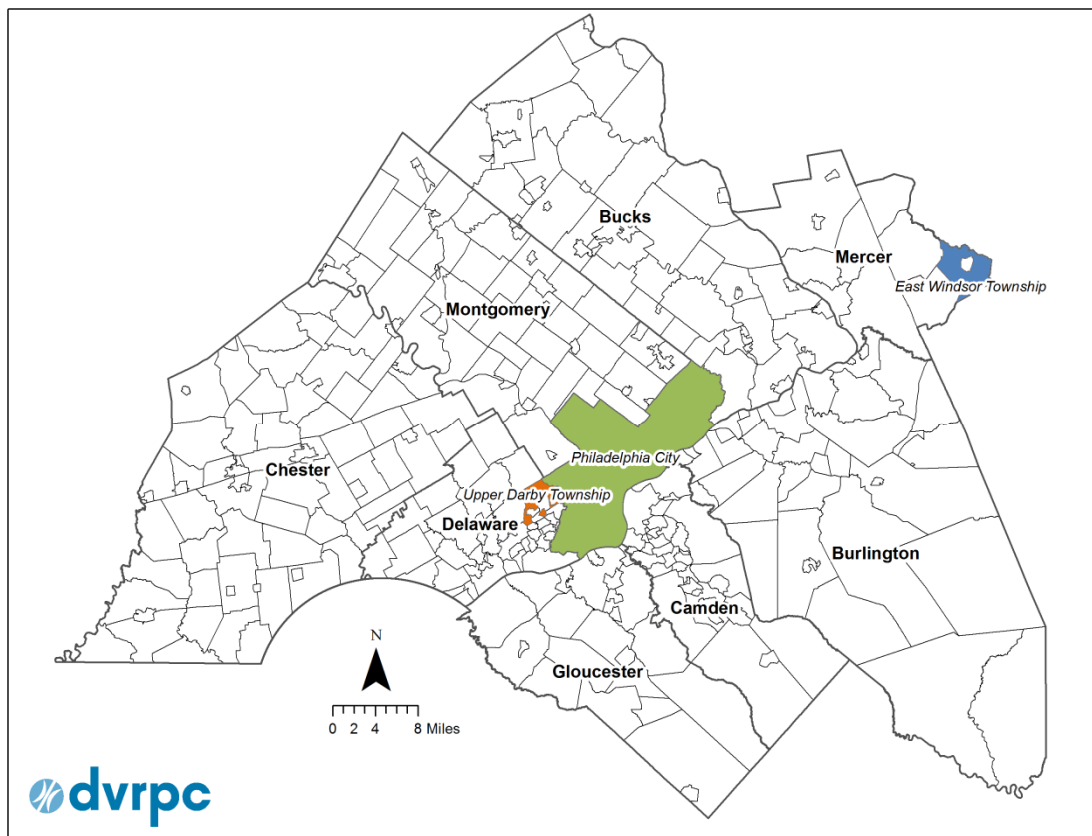 Bucks
Mercer
East Windsor Township
Montgomery
Philadelphia City
Chester
Upper Darby Township
Delaware
Burlington
Camden
N
Gloucester
0 2 4 8 Miles
dvrpc